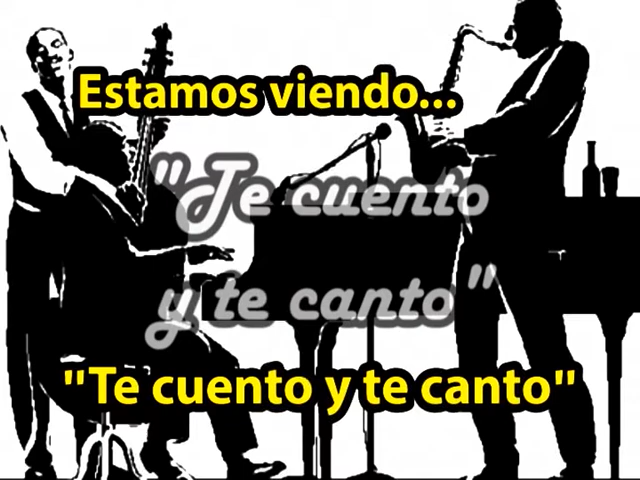 Estamos viendo...
"Te cuento
y te canto"
"Te cuento y te canto"